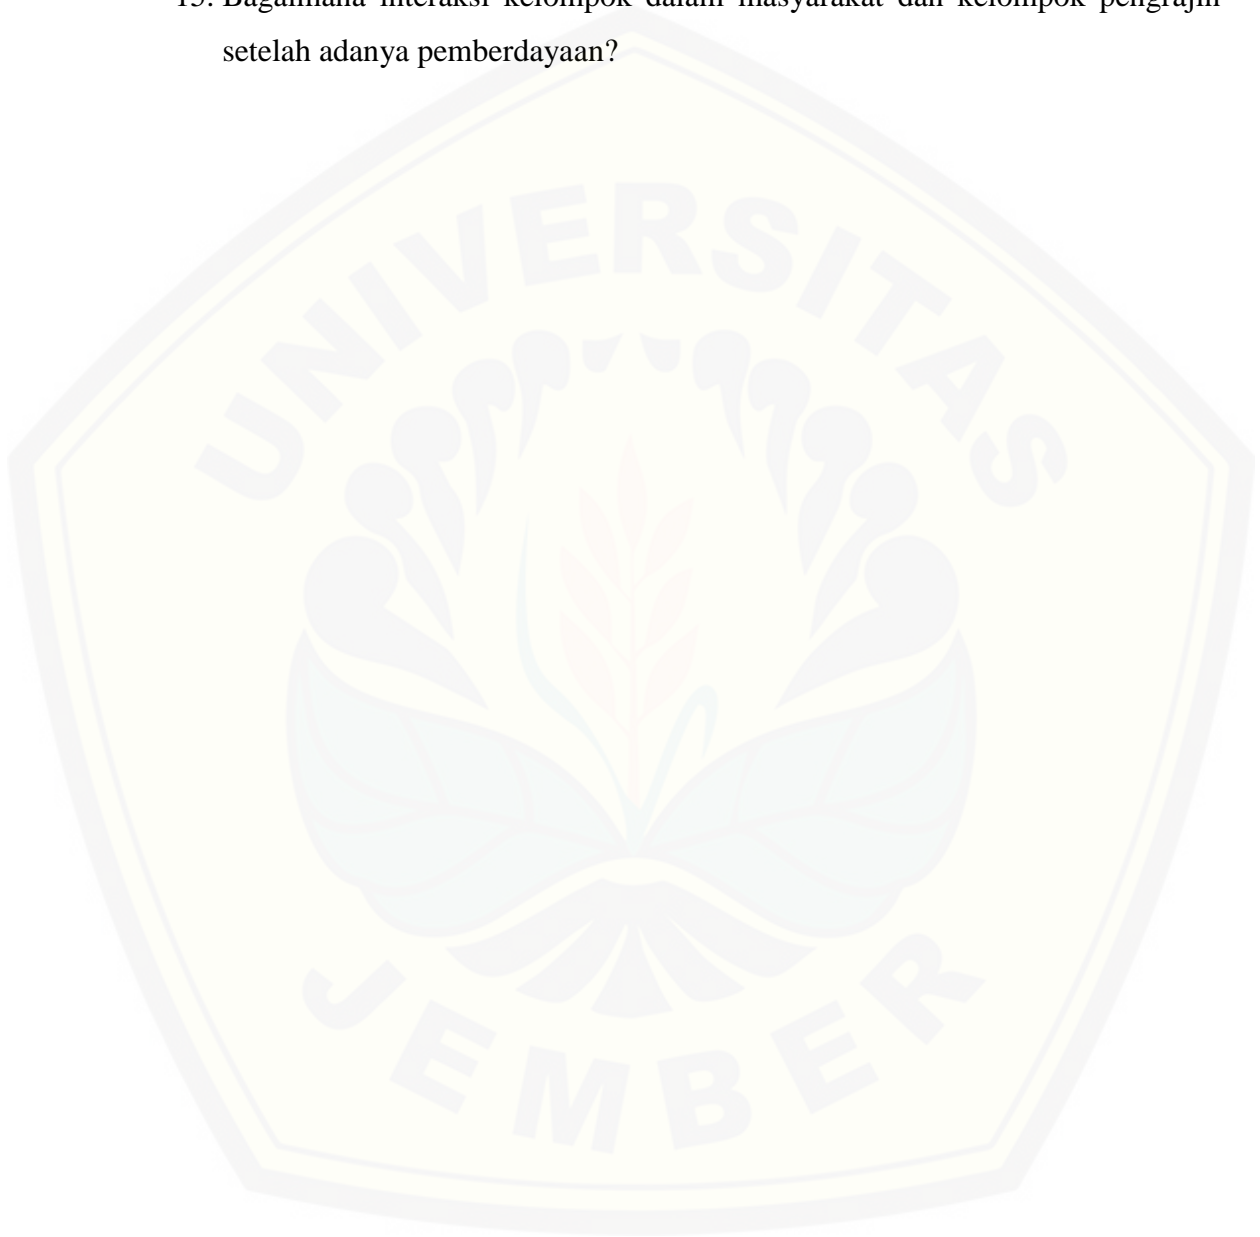 15. Bagaimana interaksi kelompok dalam masyarakat dan kelompok pengrajin
setelah adanya pemberdayaan?
UNIVERSITAS
JEMBER